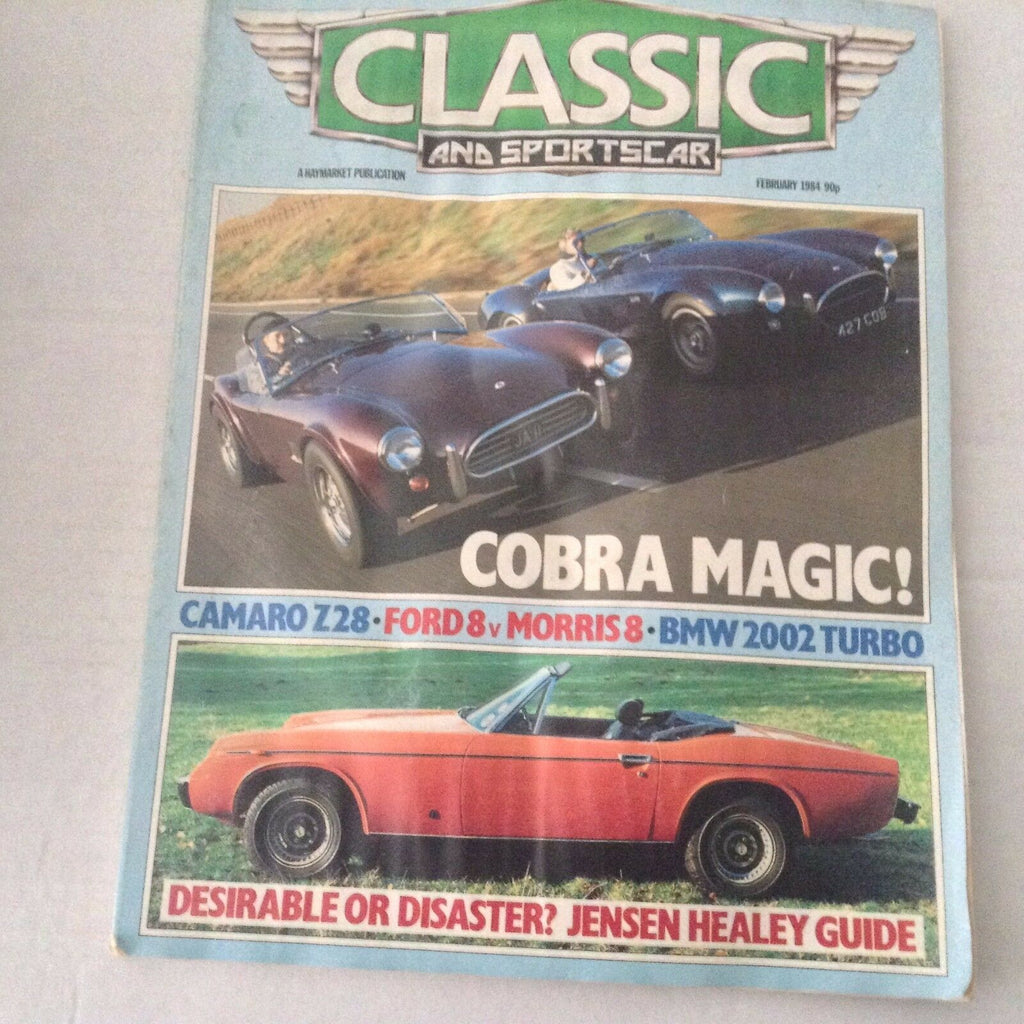 CLASSIC
AND SPORTSCAR
A HAYMARKET PUBLICATION
FEBRUARY 1984 90p
427 COB
COBRA MAGIC!
CAMARO Z28 • FORD 8 v MORRIS 8 • BMW 2002 TURBO
DESIRABLE OR DISASTER? JENSEN HEALEY GUIDE